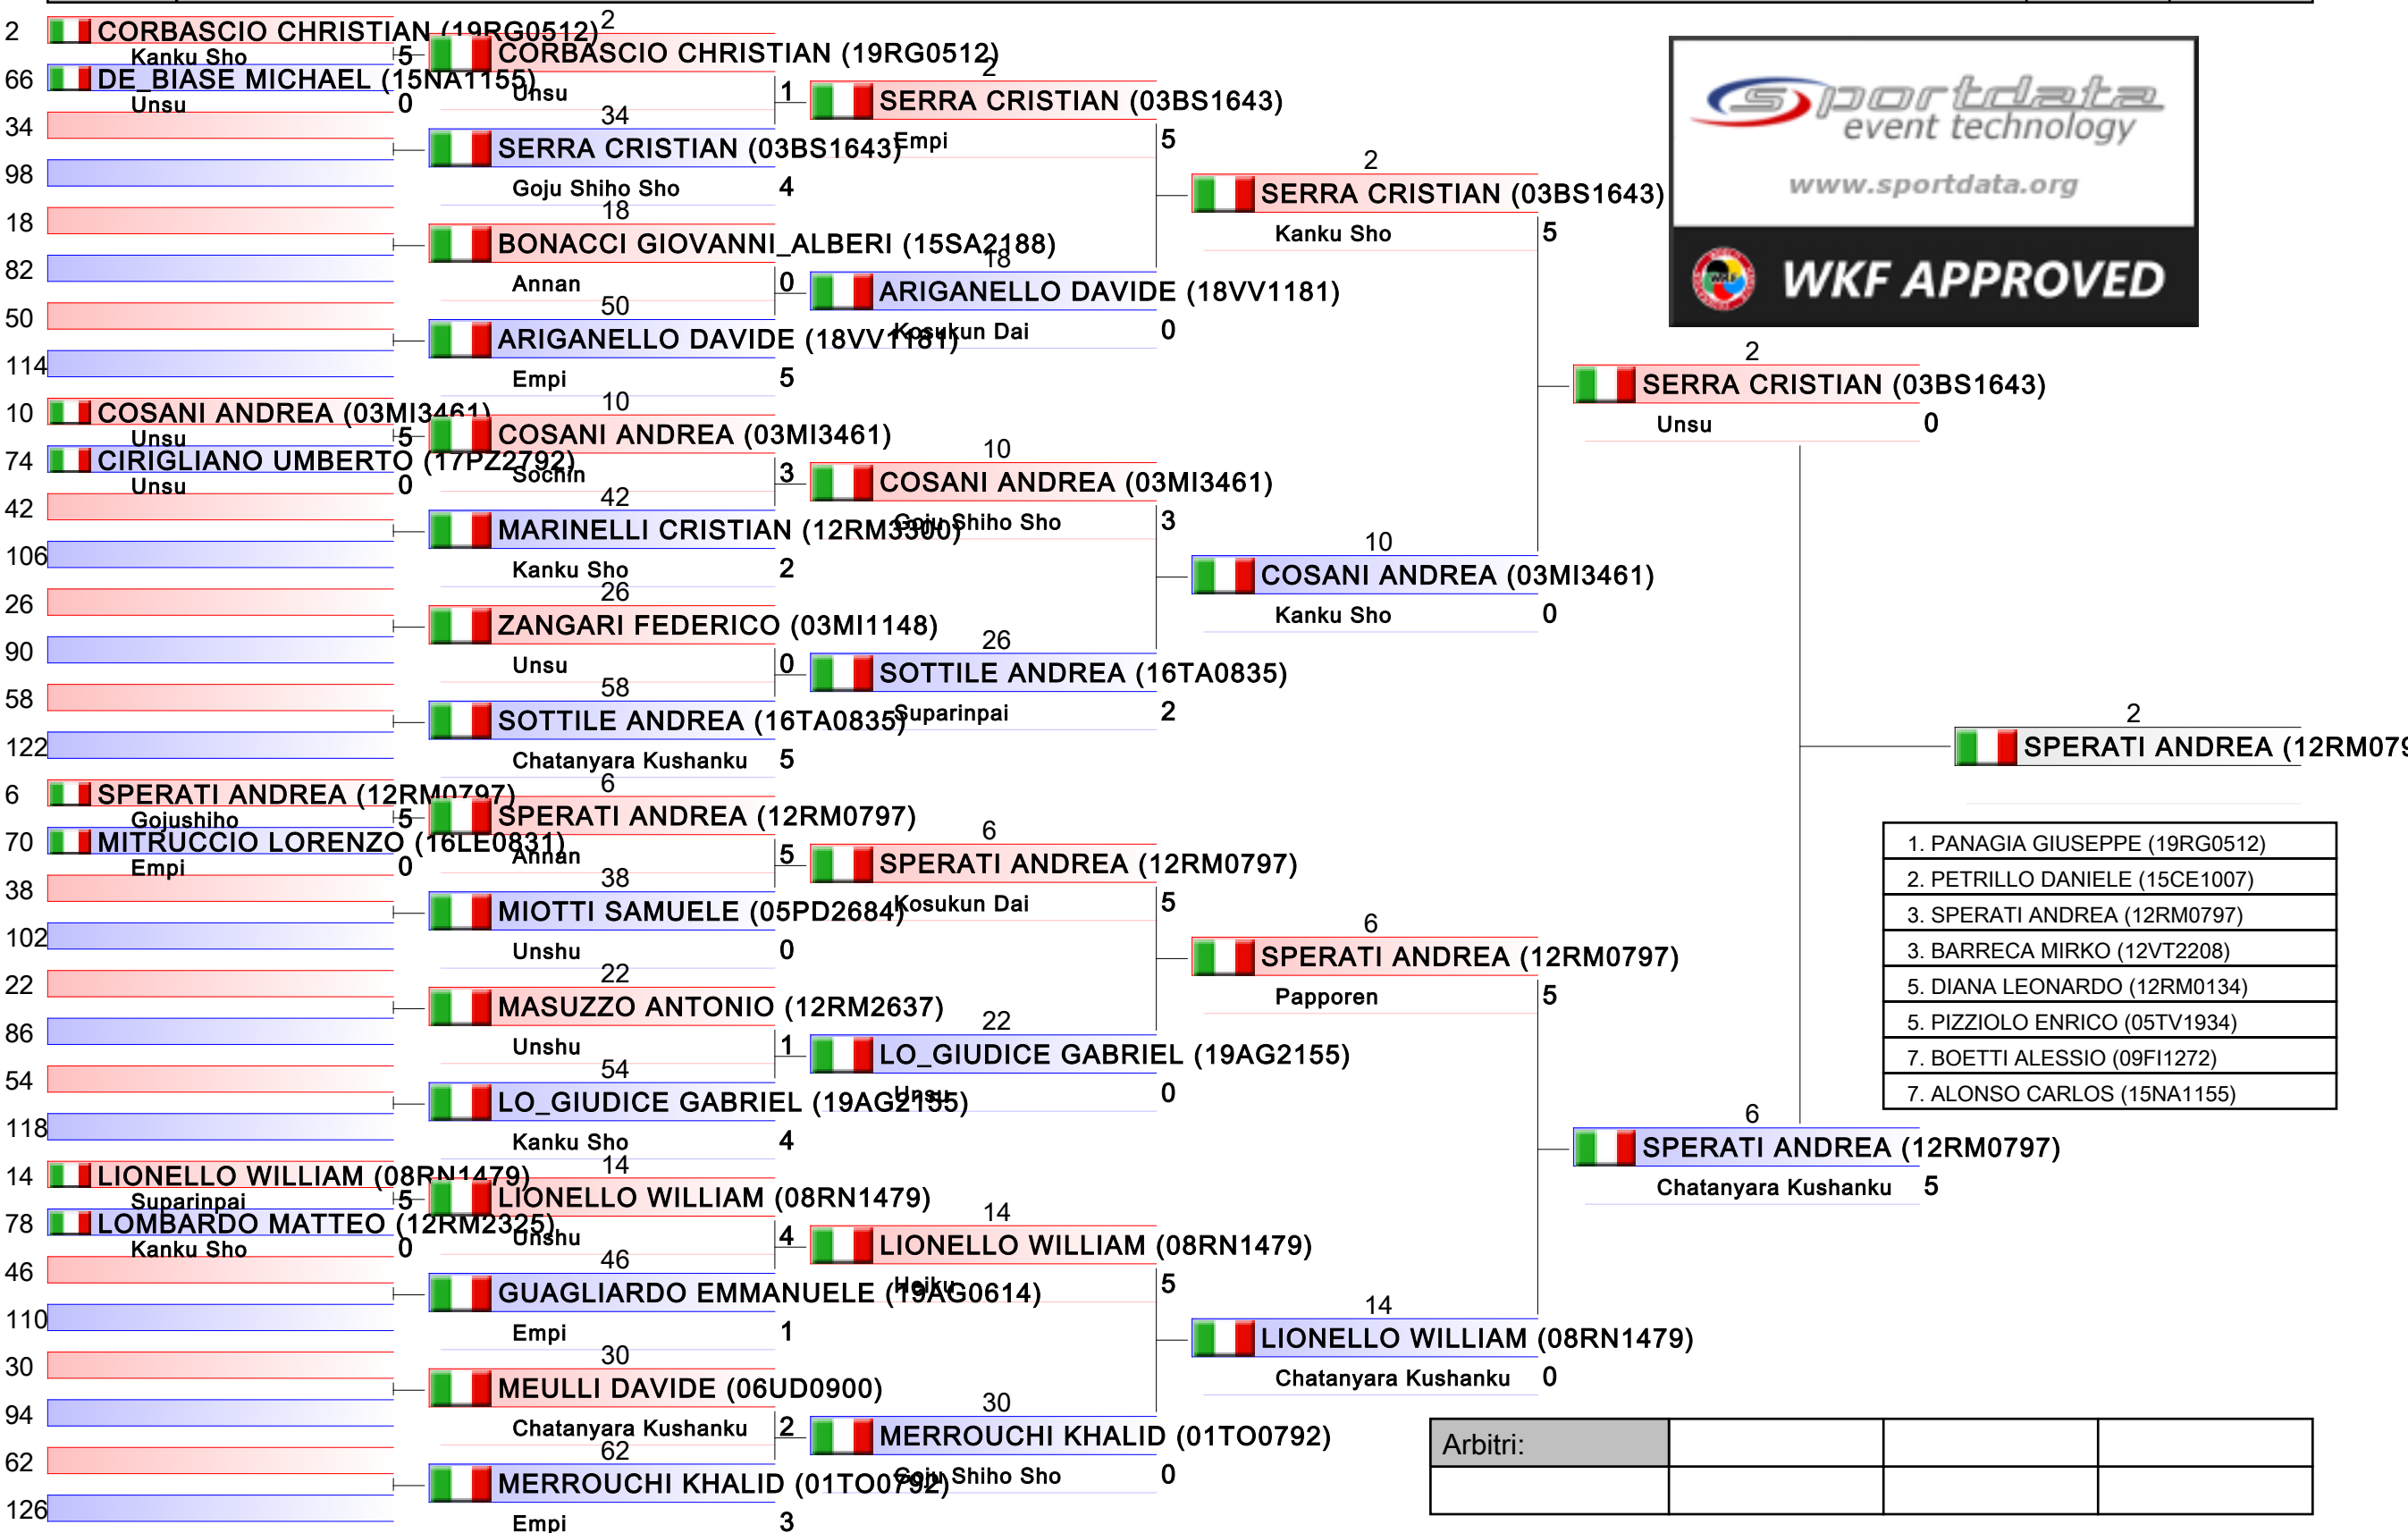 2 CORBASCIO CHRISTIAN (19RG0512)
Kanku Sho 5
66 DE_BIASE MICHAEL (15NA1155)
Unsu 0
34
98
18
82
50
114
10 COSANI ANDREA (03MI3461)
Unsu 5
74 CIRIGLIANO UMBERTO (17PZ2792)
Unsu 0
42
106
26
90
58
122
6 SPERATI ANDREA (12RM0797)
Gojushiho 5
70 MITRUCCIO LORENZO (16LE0831)
Empi 0
38
102
22
86
54
118
14 LIONELLO WILLIAM (08RN1479)
Suparinpai 5
78 LOMBARDO MATTEO (12RM2325)
Kanku Sho 0
46
110
30
94
62
126
2
CORBASCIO CHRISTIAN (19RG0512)
Unsu 1
34
SERRA CRISTIAN (03BS1643)
Goju Shiho Sho 4
18
BONACCI GIOVANNI_ALBERI (15SA2188)
Annan 0
50
ARIGANELLO DAVIDE (18VV1181)
Empi 5
10
COSANI ANDREA (03MI3461)
Sochin 3
42
MARINELLI CRISTIAN (12RM3300)
Kanku Sho 2
26
ZANGARI FEDERICO (03MI1148)
Unsu 0
58
SOTTILE ANDREA (16TA0835)
Chatanyara Kushanku 5
6
SPERATI ANDREA (12RM0797)
Annan 5
38
MIOTTI SAMUELE (05PD2684)
Unshu 0
22
MASUZZO ANTONIO (12RM2637)
Unshu 1
54
LO_GIUDICE GABRIEL (19AG2155)
Kanku Sho 4
14
LIONELLO WILLIAM (08RN1479)
Unshu 4
46
GUAGLIARDO EMMANUELE (19AG0614)
Empi 1
30
MEULLI DAVIDE (06UD0900)
Chatanyara Kushanku 2
62
MERROUCHI KHALID (01TO0792)
Empi 3
2
SERRA CRISTIAN (03BS1643)
Empi 5
18
ARIGANELLO DAVIDE (18VV1181)
Kosukun Dai 0
10
COSANI ANDREA (03MI3461)
Goju Shiho Sho 3
26
SOTTILE ANDREA (16TA0835)
Suparinpai 2
6
SPERATI ANDREA (12RM0797)
Kosukun Dai 5
22
LO_GIUDICE GABRIEL (19AG2155)
Unsu 0
14
LIONELLO WILLIAM (08RN1479)
Heiku 5
30
MERROUCHI KHALID (01TO0792)
Goju Shiho Sho 0
2
SERRA CRISTIAN (03BS1643)
Kanku Sho 5
10
COSANI ANDREA (03MI3461)
Kanku Sho 0
6
SPERATI ANDREA (12RM0797)
Papporen 5
14
LIONELLO WILLIAM (08RN1479)
Chatanyara Kushanku 0
2
SERRA CRISTIAN (03BS1643)
Unsu 0
6
SPERATI ANDREA (12RM0797)
Chatanyara Kushanku 5
2
SPERATI ANDREA (12RM079
sportdata
event technology
www.sportdata.org
WKF
WKF APPROVED
1. PANAGIA GIUSEPPE (19RG0512)
2. PETRILLO DANIELE (15CE1007)
3. SPERATI ANDREA (12RM0797)
3. BARRECA MIRKO (12VT2208)
5. DIANA LEONARDO (12RM0134)
5. PIZZIOLO ENRICO (05TV1934)
7. BOETTI ALESSIO (09FI1272)
7. ALONSO CARLOS (15NA1155)
Arbitri: